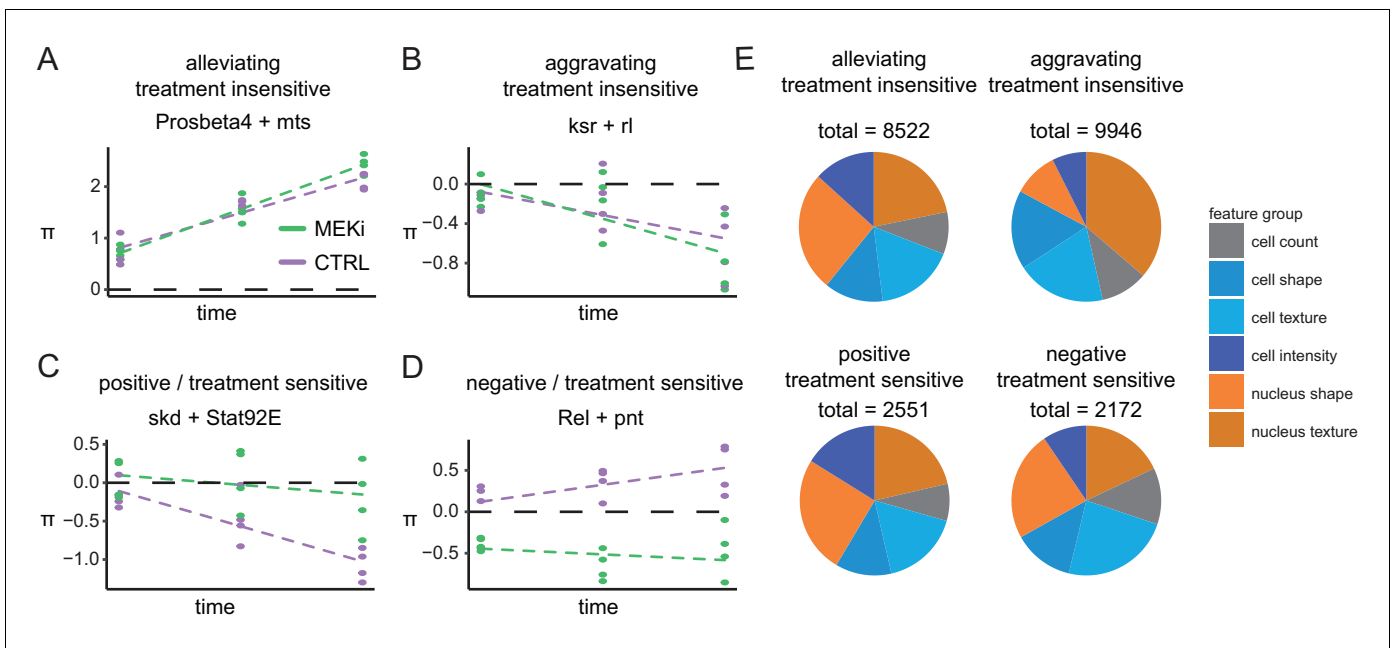 A
alleviating
treatment insensitive
Prosbeta4 + mts
2
1
0
π
MEKi
CTRL
time
B
aggravating
treatment insensitive
ksr + rl
0.0
−0.4
−0.8
π
time
C
positive / treatment sensitive
skd + Stat92E
0.5
0.0
−0.5
−1.0
π
time
D
negative / treatment sensitive
Rel + pnt
0.5
0.0
−0.5
π
time
E
alleviating
treatment insensitive
total = 8522
aggravating
treatment insensitive
total = 9946
positive
treatment sensitive
total = 2551
negative
treatment sensitive
total = 2172
feature group
cell count
cell shape
cell texture
cell intensity
nucleus shape
nucleus texture